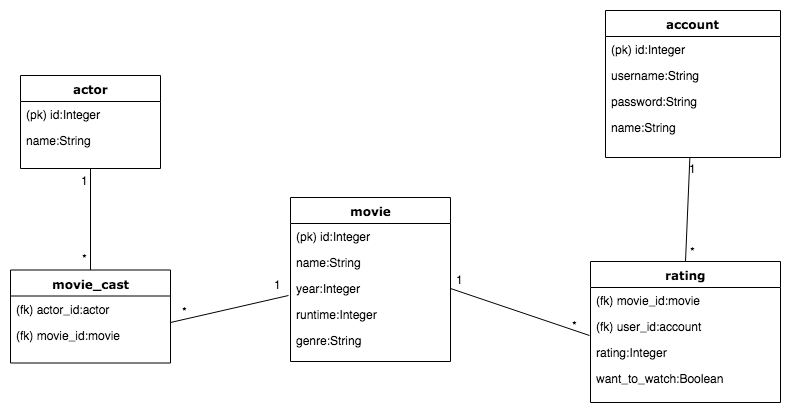 account
(pk) id:Integer
username:String
password:String
name:String
1
*
actor
(pk) id:Integer
name:String
1
*
movie
(pk) id:Integer
name:String
year:Integer
runtime:Integer
genre:String
1
*
1
*
movie_cast
(fk) actor_id:actor
(fk) movie_id:movie
rating
(fk) movie_id:movie
(fk) user_id:account
rating:Integer
want_to_watch:Boolean